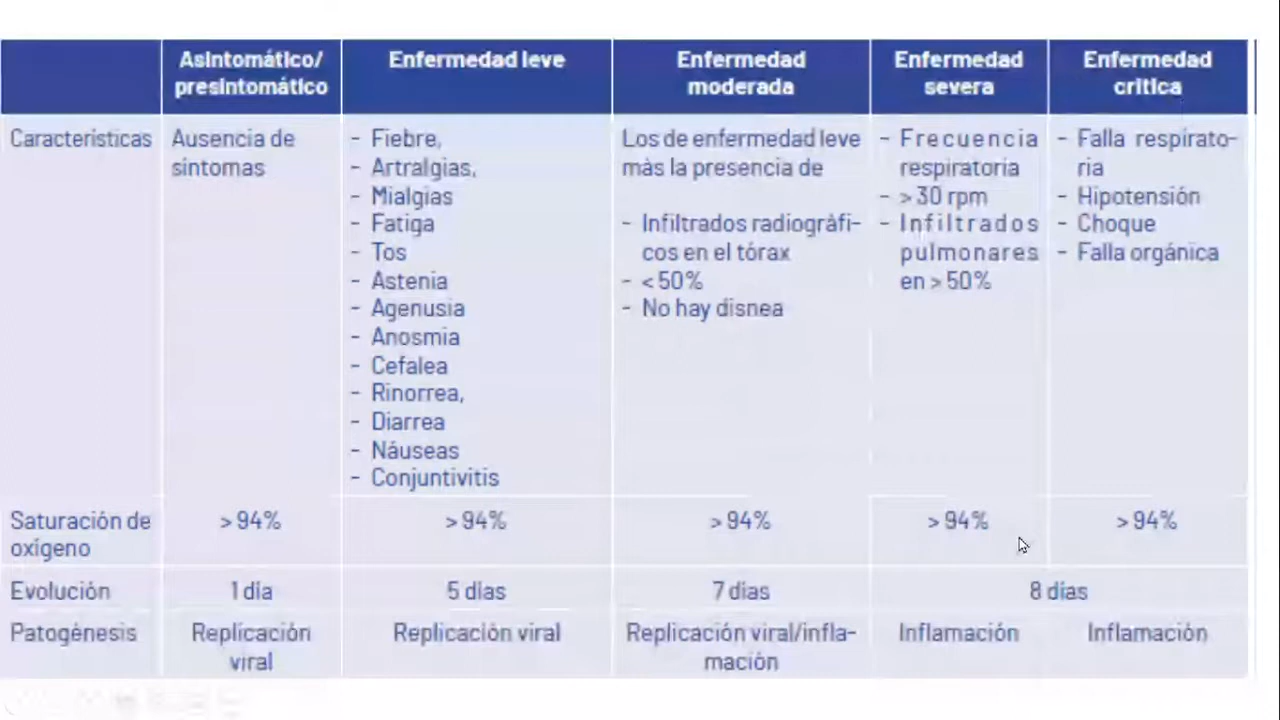 Asintomático/
presintomático
Enfermedad leve
Enfermedad
moderada
Enfermedad
severa
Enfermedad
critica
Características
Ausencia de
síntomas
- Fiebre,
- Artralgias,
- Mialgias
- Fatiga
- Tos
- Astenia
- Agenusia
- Anosmia
- Cefalea
- Rinorrea,
- Diarrea
- Náuseas
- Conjuntivitis
Los de enfermedad leve
más la presencia de
- Infiltrados radiográfi-
cos en el tórax
- < 50%
- No hay disnea
- Frecuencia
respiratoria
- > 30 rpm
- Infiltrados
pulmonares
en > 50%
- Falla respirato-
ria
- Hipotensión
- Choque
- Falla orgánica
Saturación de
oxígeno
> 94%
> 94%
> 94%
> 94%
> 94%
Evolución
1 día
5 días
7 días
8 días
Patogénesis
Replicación
viral
Replicación viral
Replicación viral/infla-
mación
Inflamación
Inflamación